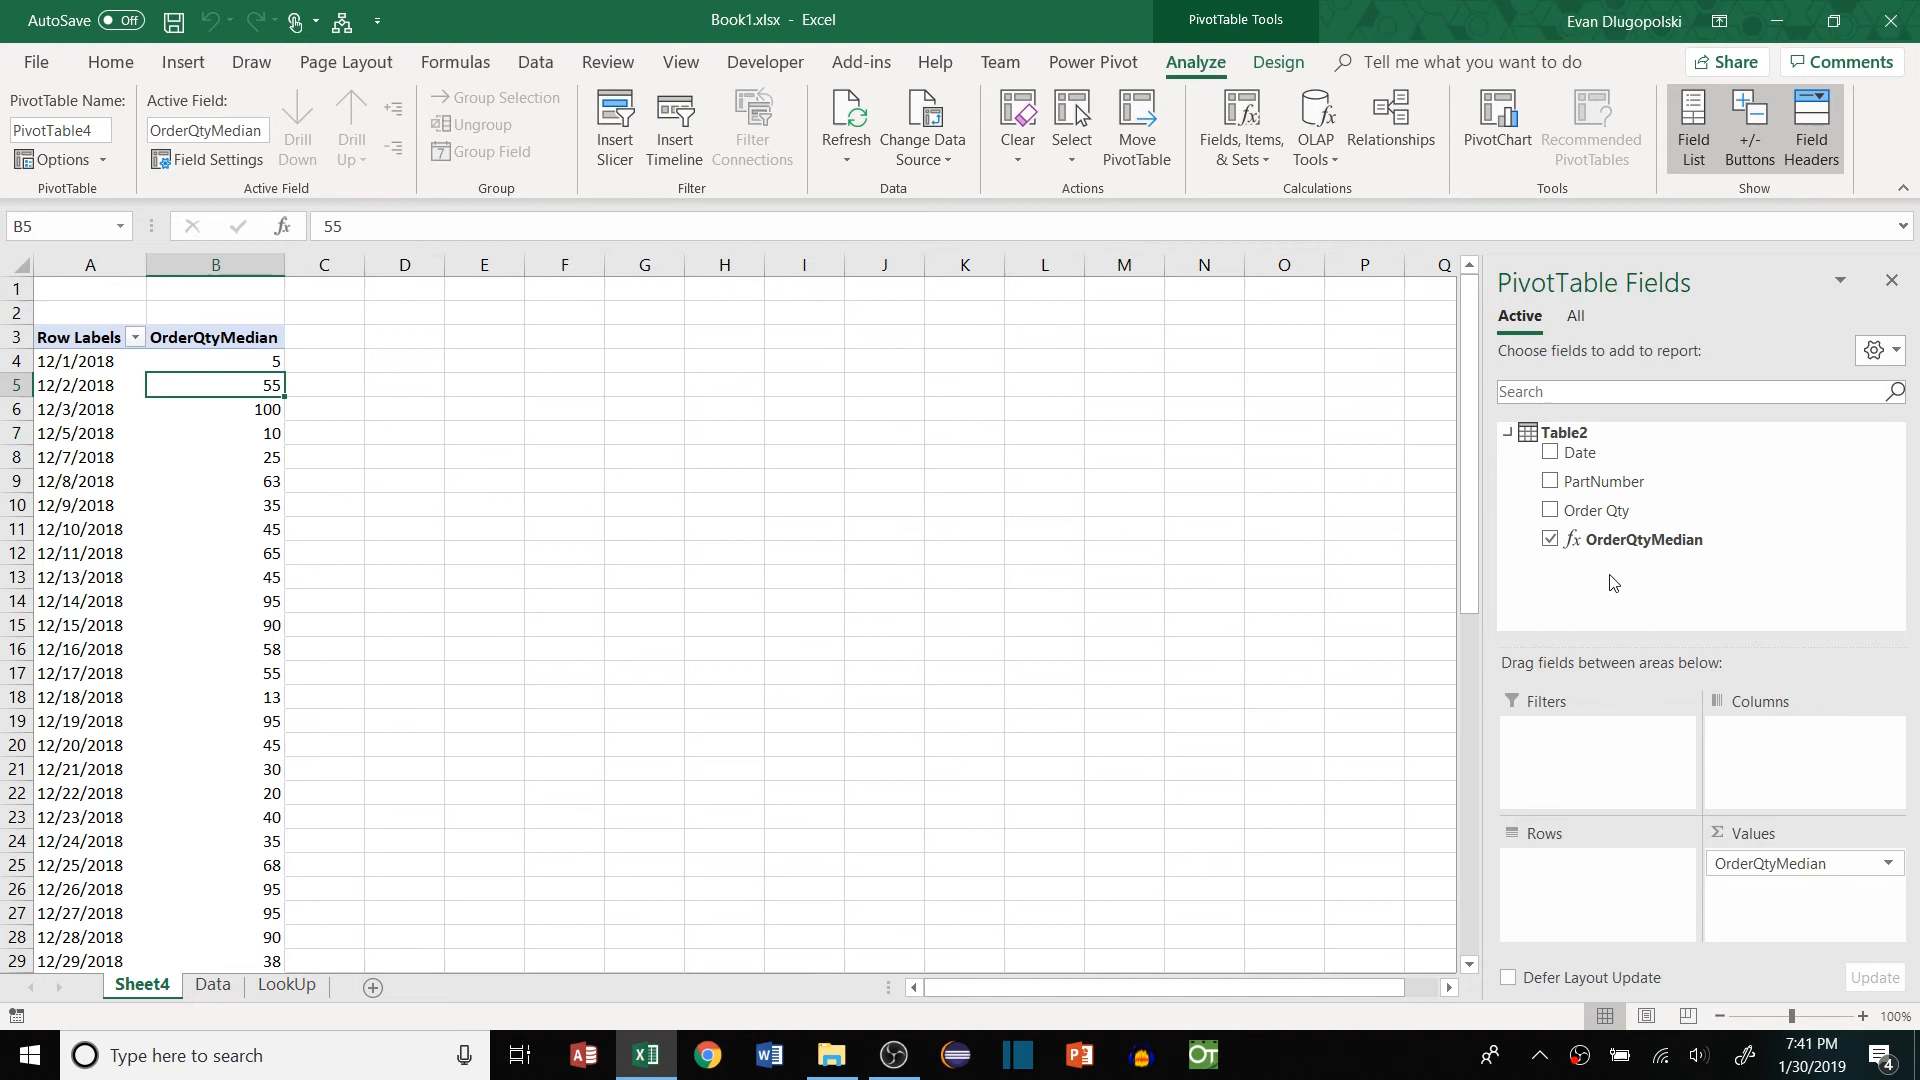 AutoSave Off
Book1.xlsx - Excel
PivotTable Tools
Evan Dlugopolski
File Home Insert Draw Page Layout Formulas Data Review View Developer Add-ins Help Team Power Pivot Analyze Design Tell me what you want to do Share Comments
PivotTable Name:
PivotTable4
Options
PivotTable
Active Field:
OrderQtyMedian
Field Settings
Drill Down
Drill Up
Active Field
Group Selection
Ungroup
Group Field
Group
Insert Slicer
Insert Timeline
Filter Connections
Filter
Refresh
Change Data Source
Data
Clear
Select
Move PivotTable
Actions
Fields, Items, & Sets
OLAP Tools
Relationships
Calculations
PivotChart
Recommended PivotTables
Tools
Field List
+/- Buttons
Field Headers
Show
B5 fx 55
A B C D E F G H I J K L M N O P Q
1
2
3 Row Labels OrderQtyMedian
4 12/1/2018 5
5 12/2/2018 55
6 12/3/2018 100
7 12/5/2018 10
8 12/7/2018 25
9 12/8/2018 63
10 12/9/2018 35
11 12/10/2018 45
12 12/11/2018 65
13 12/13/2018 45
14 12/14/2018 95
15 12/15/2018 90
16 12/16/2018 58
17 12/17/2018 55
18 12/18/2018 13
19 12/19/2018 95
20 12/20/2018 45
21 12/21/2018 30
22 12/22/2018 20
23 12/23/2018 40
24 12/24/2018 35
25 12/25/2018 68
26 12/26/2018 95
27 12/27/2018 95
28 12/28/2018 90
29 12/29/2018 38
Sheet4 Data LookUp
PivotTable Fields
Active All
Choose fields to add to report:
Search
Table2
Date
PartNumber
Order Qty
fx OrderQtyMedian
Drag fields between areas below:
Filters
Columns
Rows
Σ Values
OrderQtyMedian
Defer Layout Update
Update
100%
Type here to search
7:41 PM
1/30/2019
4